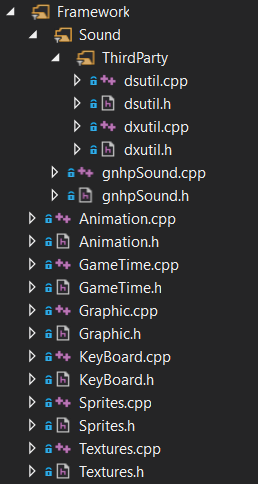 Framework
Sound
ThirdParty
dsutil.cpp
dsutil.h
dxutil.cpp
dxutil.h
gnhpSound.cpp
gnhpSound.h
Animation.cpp
Animation.h
GameTime.cpp
GameTime.h
Graphic.cpp
Graphic.h
KeyBoard.cpp
KeyBoard.h
Sprites.cpp
Sprites.h
Textures.cpp
Textures.h